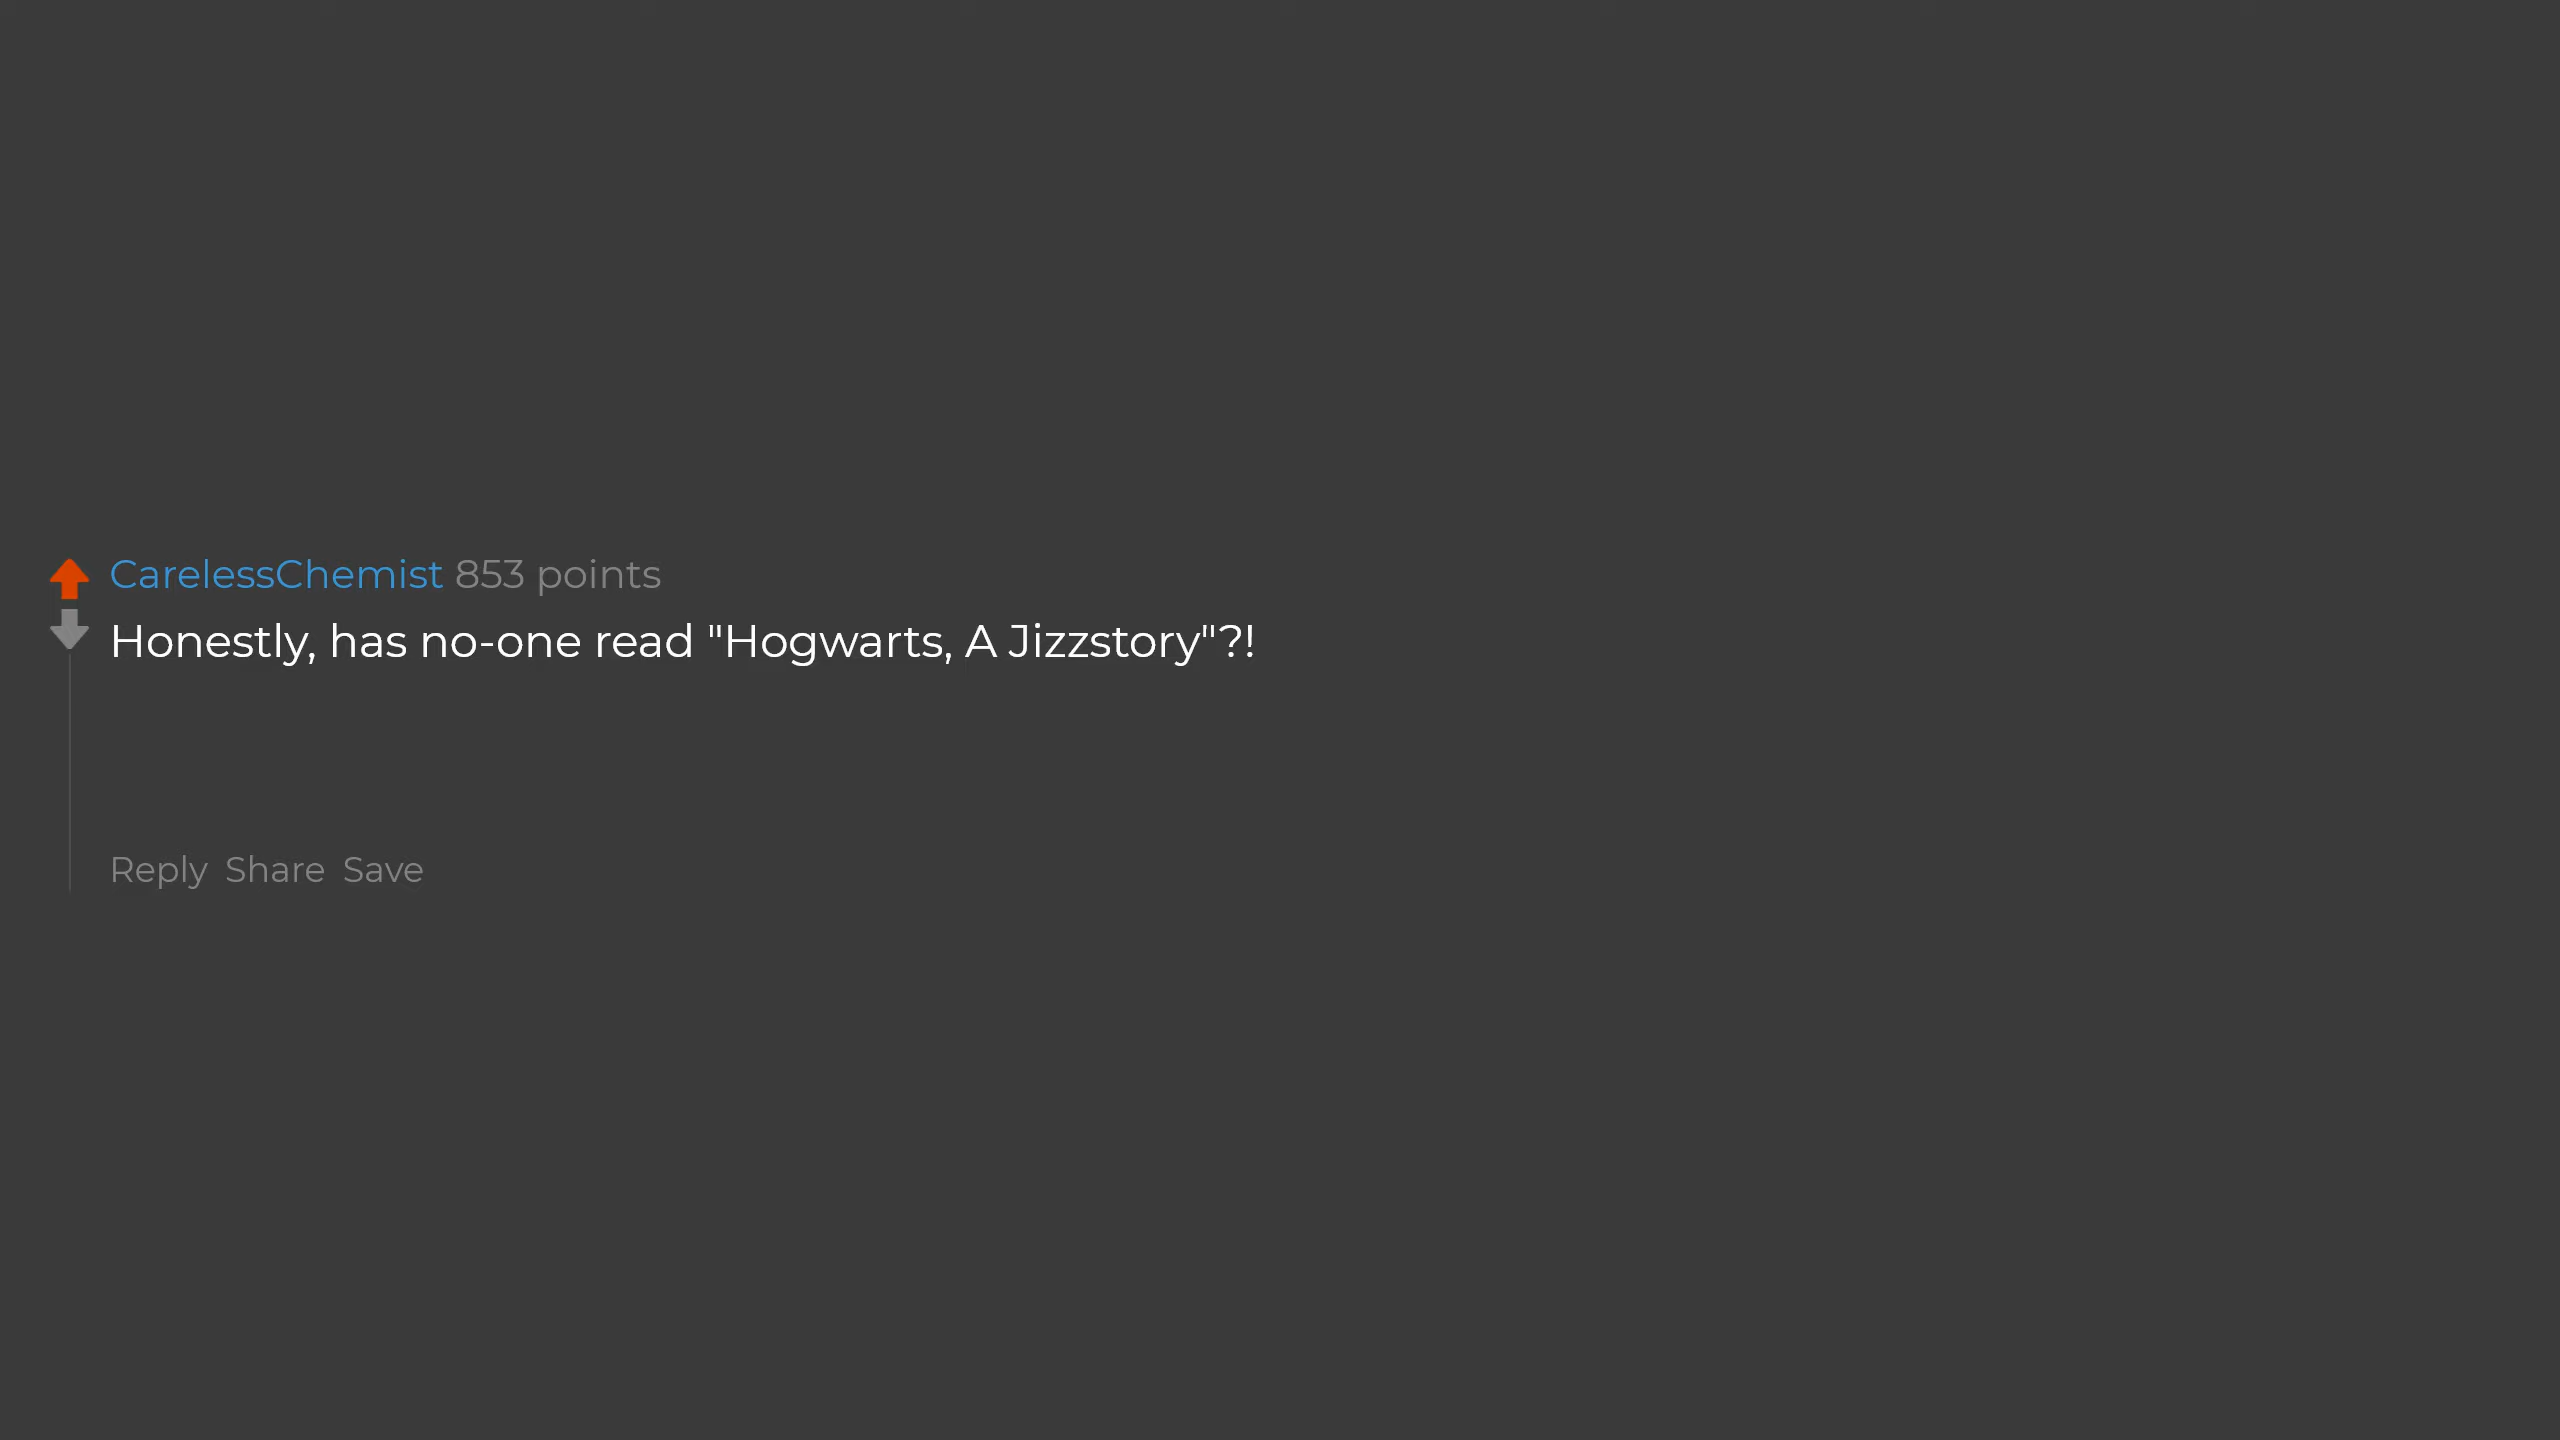 CarelessChemist 853 points
Honestly, has no-one read "Hogwarts, A Jizzstory"?!
Reply Share Save